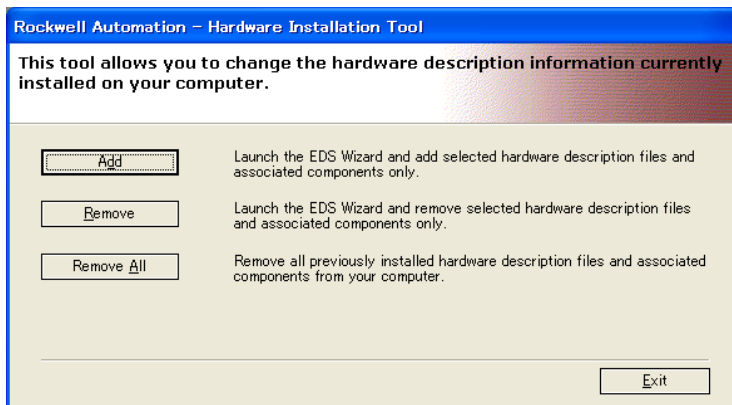 Rockwell Automation - Hardware Installation Tool
This tool allows you to change the hardware description information currently
installed on your computer.
Add
Launch the EDS Wizard and add selected hardware description files and
associated components only.
Remove
Launch the EDS Wizard and remove selected hardware description files
and associated components only.
Remove All
Remove all previously installed hardware description files and associated
components from your computer.
Exit